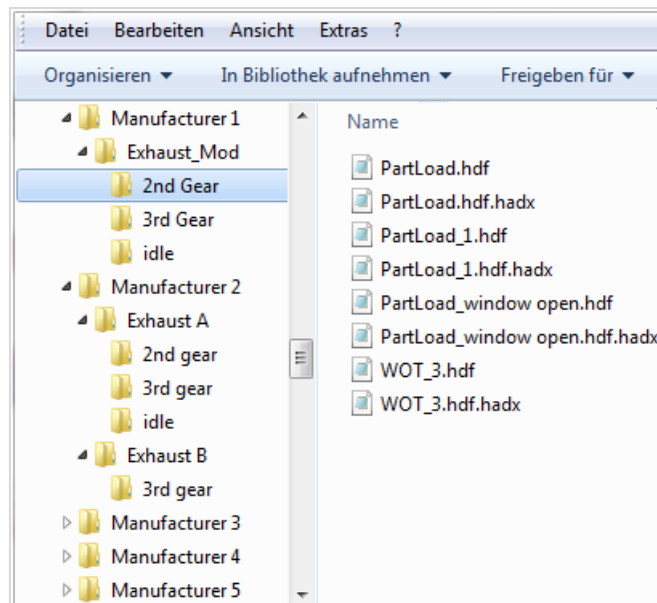 Datei Bearbeiten Ansicht Extras ?
Organisieren In Bibliothek aufnehmen Freigeben für
Manufacturer 1
Exhaust_Mod
2nd Gear
3rd Gear
idle
Manufacturer 2
Exhaust A
2nd gear
3rd gear
idle
Exhaust B
3rd gear
Manufacturer 3
Manufacturer 4
Manufacturer 5
Name
PartLoad.hdf
PartLoad.hdf.hadx
PartLoad_1.hdf
PartLoad_1.hdf.hadx
PartLoad_window open.hdf
PartLoad_window open.hdf.hadx
WOT_3.hdf
WOT_3.hdf.hadx